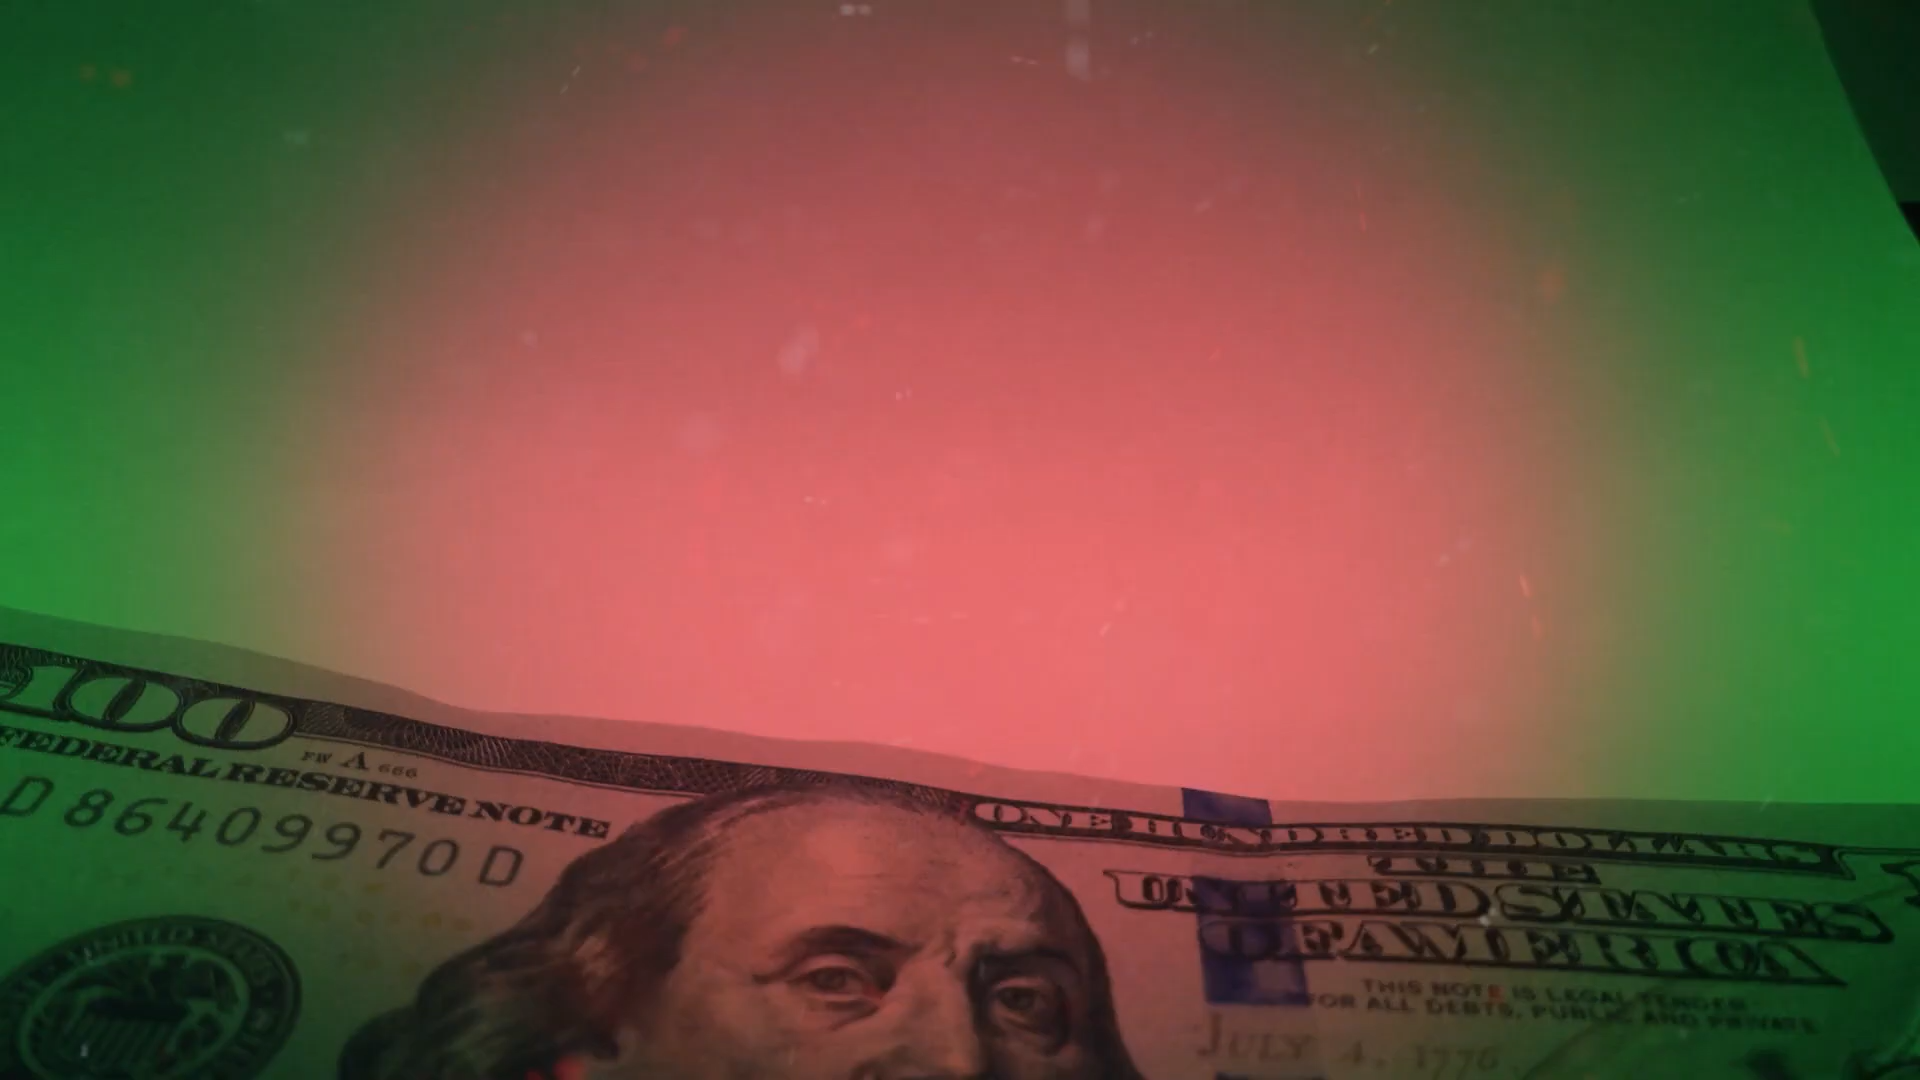 100
FEDERAL RESERVE NOTE
FW A 666
D 86409970 D
ONE HUNDRED DOLLARS
THE
UNITED STATES
OF AMERICA
THIS NOTE IS LEGAL TENDER
FOR ALL DEBTS, PUBLIC AND PRIVATE
JULY 4, 1776